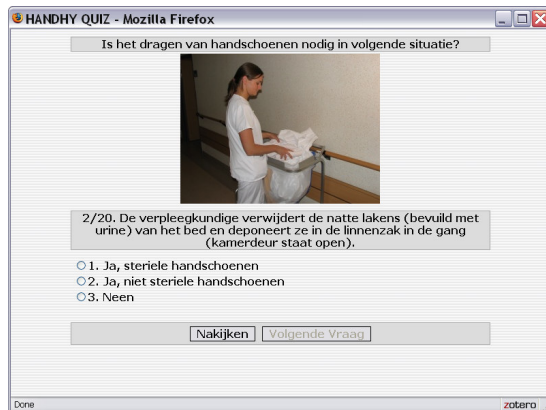 HANDHY QUIZ - Mozilla Firefox
Is het dragen van handschoenen nodig in volgende situatie?
2/20. De verpleegkundige verwijdert de natte lakens (bevuild met
urine) van het bed en deponeert ze in de linnenzak in de gang
(kamerdeur staat open).
1. Ja, steriele handschoenen
2. Ja, niet steriele handschoenen
3. Neen
Nakijken Volgende Vraag
Done zotero